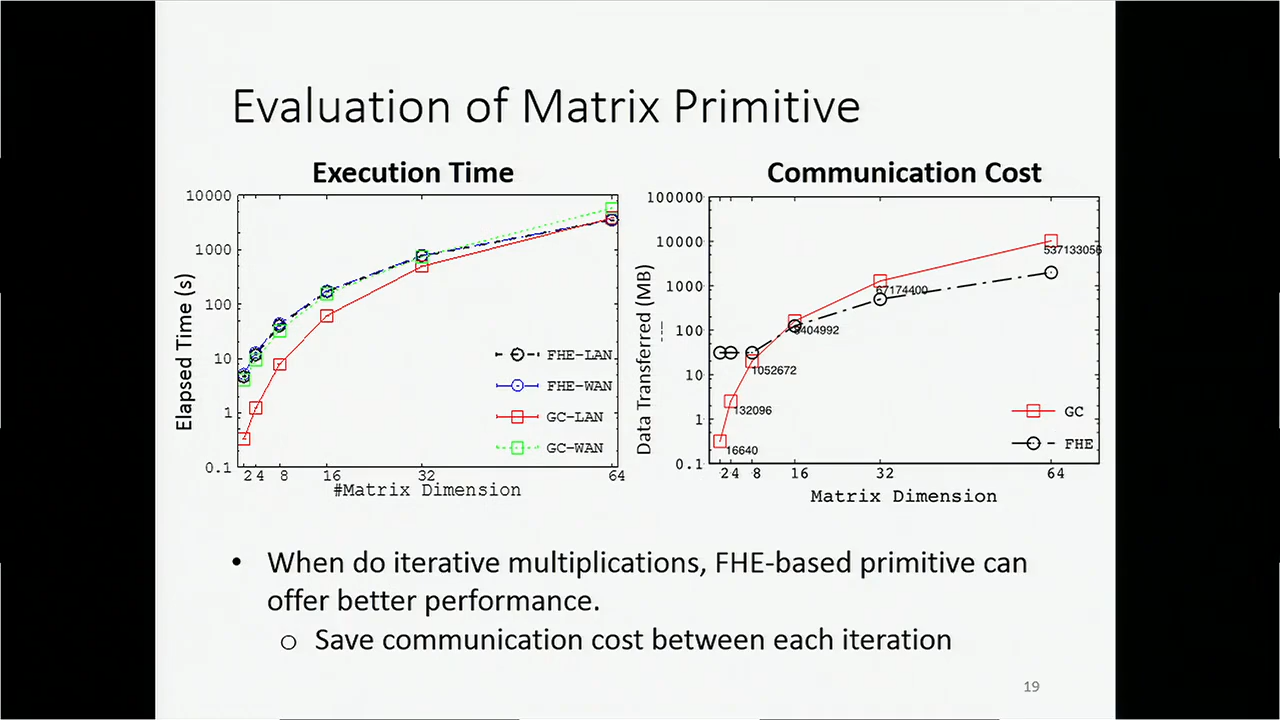 Evaluation of Matrix Primitive
Execution Time
10000
1000
100
10
1
0.1
Elapsed Time (s)
FHE-LAN
FHE-WAN
GC-LAN
GC-WAN
2 4 8 16 32 64
#Matrix Dimension
Communication Cost
100000
10000
1000
100
10
1
0.1
Data Transferred (MB)
537133056
67174400
8404992
1052672
132096
16640
GC
FHE
2 4 8 16 32 64
Matrix Dimension
• When do iterative multiplications, FHE-based primitive can
offer better performance.
o Save communication cost between each iteration
19